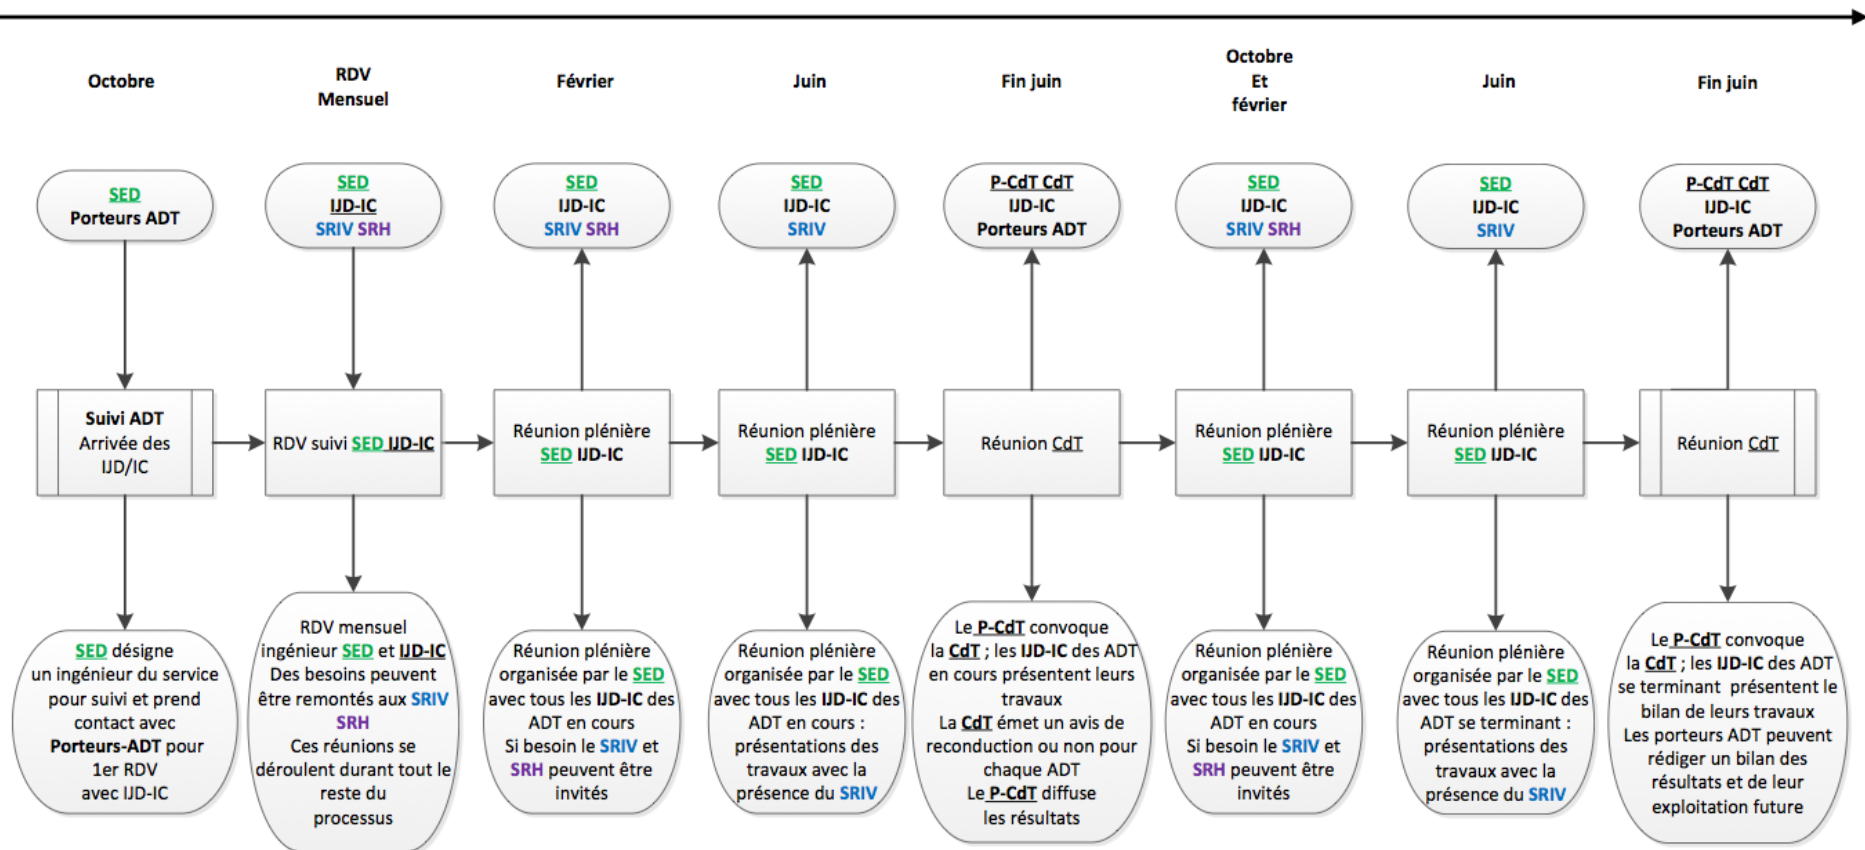 Octobre
RDV
Mensuel
Février
Juin
Fin juin
Octobre
Et
février
Juin
Fin juin
SED
Porteurs ADT
SED
IJD-IC
SRIV SRH
SED
IJD-IC
SRIV SRH
SED
IJD-IC
SRIV
P-CdT CdT
IJD-IC
Porteurs ADT
SED
IJD-IC
SRIV SRH
SED
IJD-IC
SRIV
P-CdT CdT
IJD-IC
Porteurs ADT
Suivi ADT
Arrivée des
IJD/IC
RDV suivi SED IJD-IC
Réunion plénière
SED IJD-IC
Réunion plénière
SED IJD-IC
Réunion CdT
Réunion plénière
SED IJD-IC
Réunion plénière
SED IJD-IC
Réunion CdT
SED désigne
un ingénieur du service
pour suivi et prend
contact avec
Porteurs-ADT pour
1er RDV
avec IJD-IC
RDV mensuel
ingénieur SED et IJD-IC
Des besoins peuvent
être remontés aux SRIV
SRH
Ces réunions se
déroulent durant tout le
reste du
processus
Réunion plénière
organisée par le SED
avec tous les IJD-IC des
ADT en cours
Si besoin le SRIV et
SRH peuvent être
invités
Réunion plénière
organisée par le SED
avec tous les IJD-IC des
ADT en cours :
présentations des
travaux avec la
présence du SRIV
Le P-CdT convoque
la CdT ; les IJD-IC des ADT
en cours présentent leurs
travaux
La CdT émet un avis de
reconduction ou non pour
chaque ADT
Le P-CdT diffuse
les résultats
Réunion plénière
organisée par le SED
avec tous les IJD-IC des
ADT en cours
Si besoin le SRIV et
SRH peuvent être
invités
Réunion plénière
organisée par le SED
avec tous les IJD-IC des
ADT se terminant :
présentations des
travaux avec la
présence du SRIV
Le P-CdT convoque
la CdT ; les IJD-IC des ADT
se terminant présentent le
bilan de leurs travaux
Les porteurs ADT peuvent
rédiger un bilan des
résultats et de leur
exploitation future